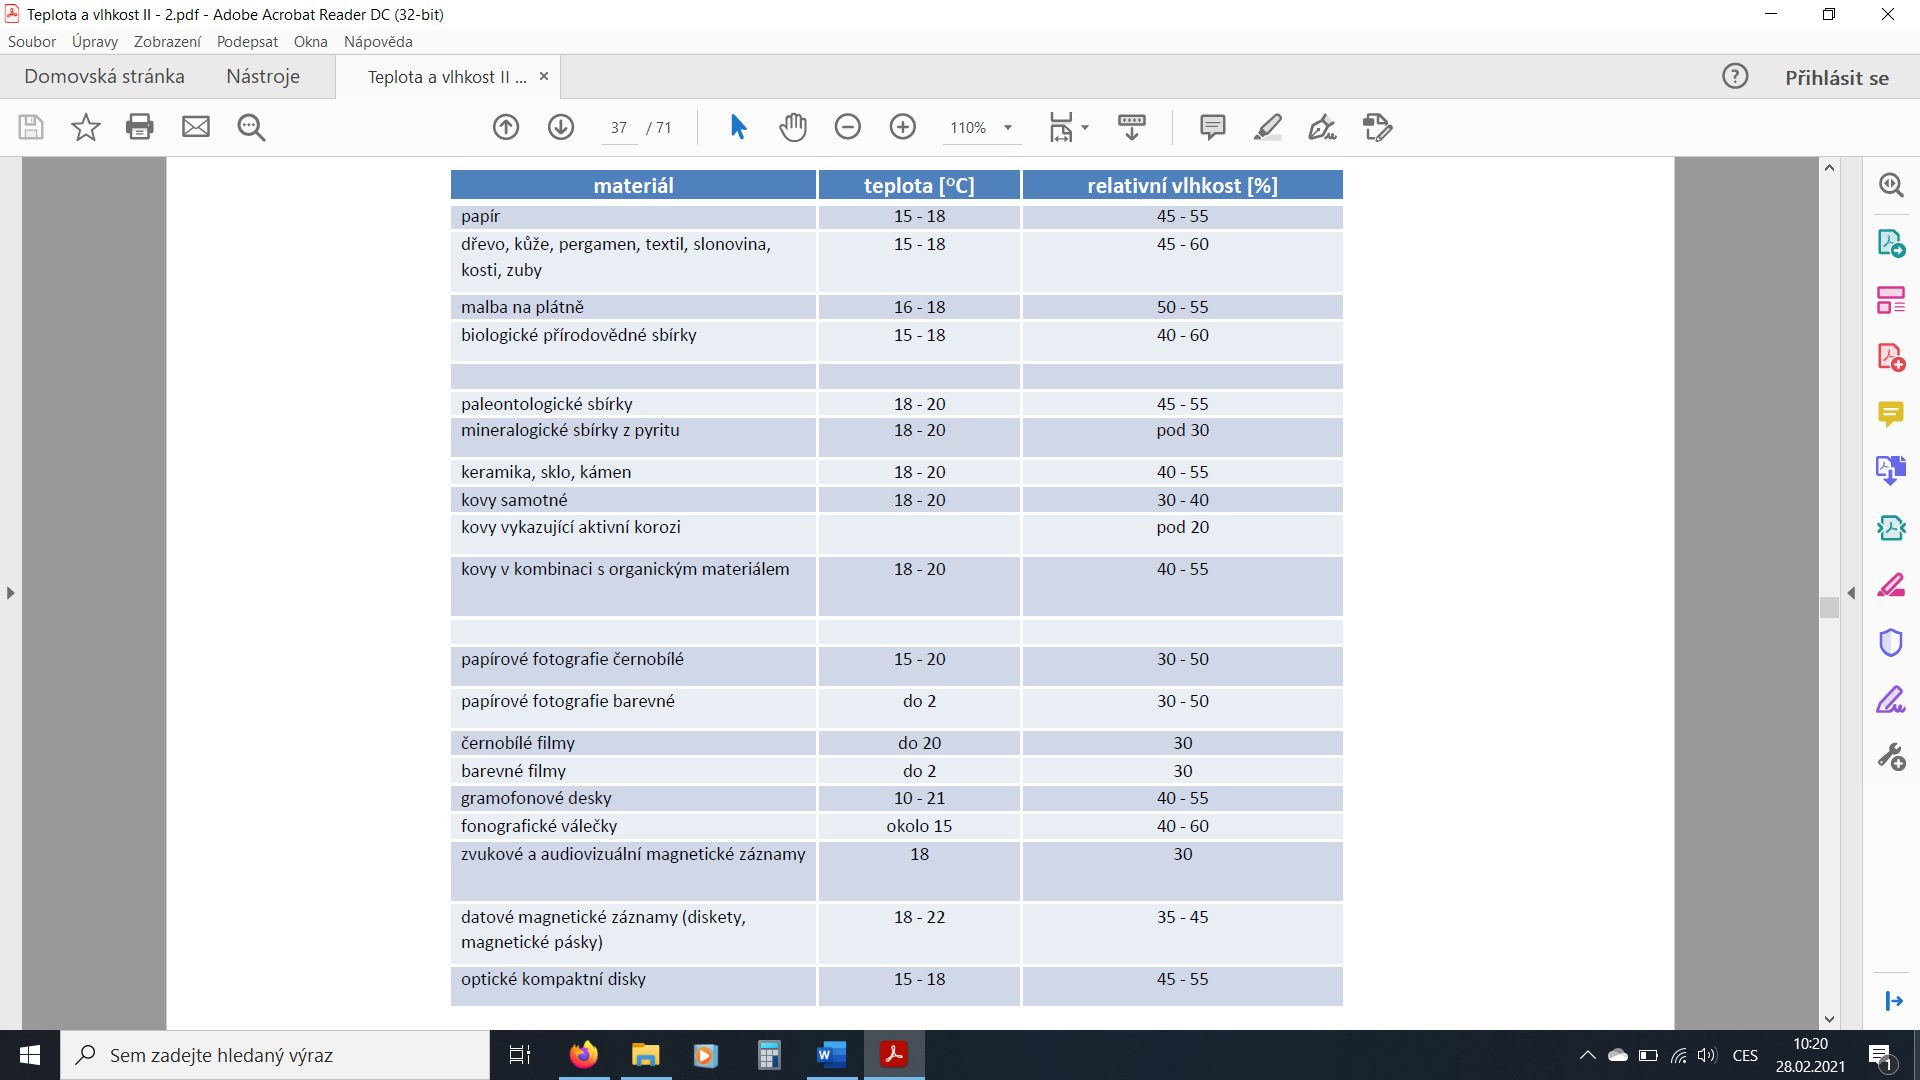 Teplota a vlhkost II - 2.pdf - Adobe Acrobat Reader DC (32-bit)
Soubor Úpravy Zobrazení Podepsat Okna Nápověda
Domovská stránka Nástroje Teplota a vlhkost II ... × ? Přihlásit se
37 / 71 110%
materiál teplota [°C] relativní vlhkost [%]
papír 15 - 18 45 - 55
dřevo, kůže, pergamen, textil, slonovina, 15 - 18 45 - 60
kosti, zuby
malba na plátně 16 - 18 50 - 55
biologické přírodovědné sbírky 15 - 18 40 - 60
paleontologické sbírky 18 - 20 45 - 55
mineralogické sbírky z pyritu 18 - 20 pod 30
keramika, sklo, kámen 18 - 20 40 - 55
kovy samotné 18 - 20 30 - 40
kovy vykazující aktivní korozi pod 20
kovy v kombinaci s organickým materiálem 18 - 20 40 - 55
papírové fotografie černobílé 15 - 20 30 - 50
papírové fotografie barevné do 2 30 - 50
černobílé filmy do 20 30
barevné filmy do 2 30
gramofonové desky 10 - 21 40 - 55
fonografické válečky okolo 15 40 - 60
zvukové a audiovizuální magnetické záznamy 18 30
datové magnetické záznamy (diskety, 18 - 22 35 - 45
magnetické pásky)
optické kompaktní disky 15 - 18 45 - 55
Sem zadejte hledaný výraz
CES
10:20
28.02.2021
1